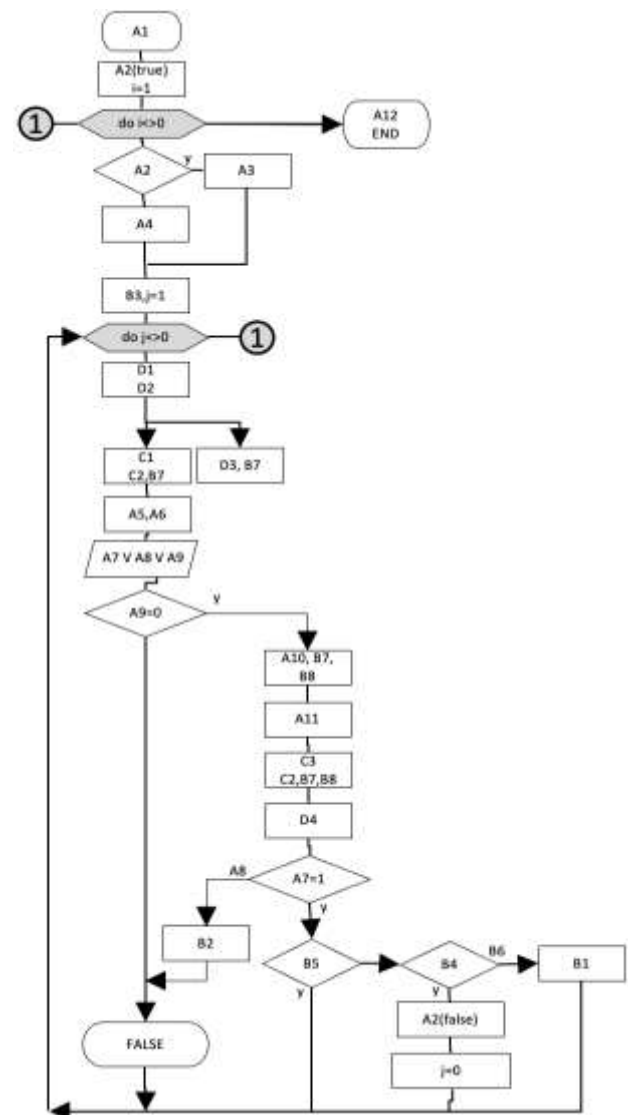 A1
A2(true)
i=1
1
do i<>0
A12
END
A2
y
A3
A4
B3,j=1
do j<>0
1
D1
D2
C1
C2,B7
D3, B7
A5,A6
A7 V A8 V A9
A9=0
y
A10, B7,
B8
A11
C3
C2,B7,B8
D4
A8
A7=1
y
B2
B5
y
B4
y
B6
B1
A2(false)
FALSE
j=0